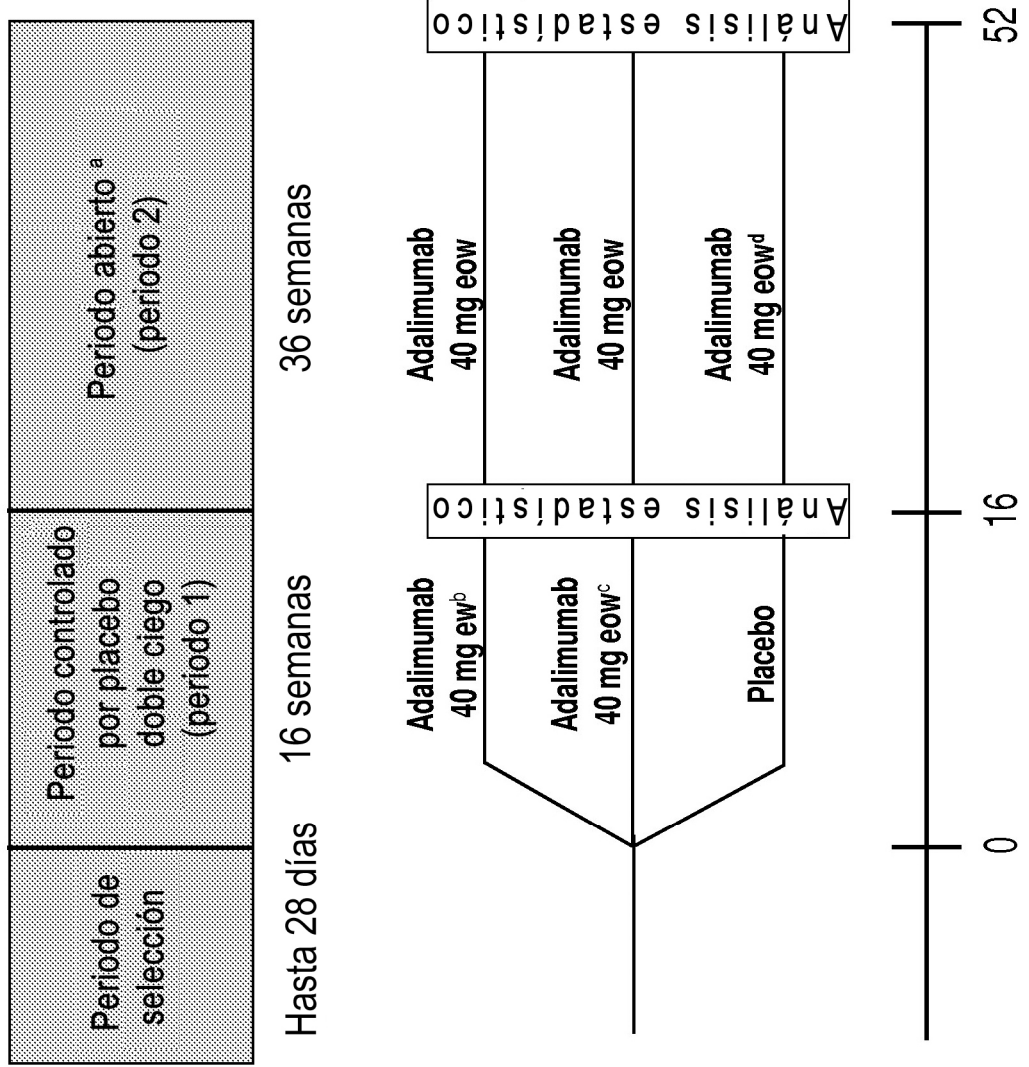 Periodo de
selección
Periodo controlado
por placebo
doble ciego
(periodo 1)
Periodo abierto a
(periodo 2)
Hasta 28 días
16 semanas
36 semanas
Adalimumab
40 mg ewb
Adalimumab
40 mg eow
Adalimumab
40 mg eowc
Adalimumab
40 mg eow
Placebo
Adalimumab
40 mg eowd
Análisis estadístico
Análisis estadístico
0
16
52